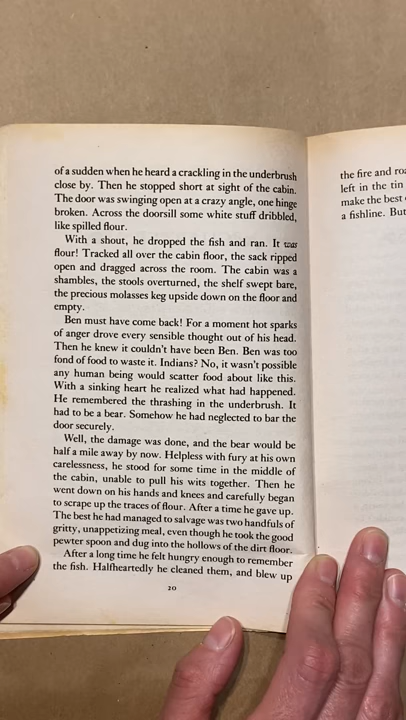 of a sudden when he heard a crackling in the underbrush
close by. Then he stopped short at sight of the cabin.
The door was swinging open at a crazy angle, one hinge
broken. Across the doorsill some white stuff dribbled,
like spilled flour.
With a shout, he dropped the fish and ran. It was
flour! Tracked all over the cabin floor, the sack ripped
open and dragged across the room. The cabin was a
shambles, the stools overturned, the shelf swept bare,
the precious molasses keg upside down on the floor and
empty.
Ben must have come back! For a moment hot sparks
of anger drove every sensible thought out of his head.
Then he knew it couldn't have been Ben. Ben was too
fond of food to waste it. Indians? No, it wasn't possible
any human being would scatter food about like this.
With a sinking heart he realized what had happened.
He remembered the thrashing in the underbrush. It
had to be a bear. Somehow he had neglected to bar the
door securely.
Well, the damage was done, and the bear would be
half a mile away by now. Helpless with fury at his own
carelessness, he stood for some time in the middle of
the cabin, unable to pull his wits together. Then he
went down on his hands and knees and carefully began
to scrape up the traces of flour. After a time he gave up.
The best he had managed to salvage was two handfuls of
gritty, unappetizing meal, even though he took the good
pewter spoon and dug into the hollows of the dirt floor.
After a long time he felt hungry enough to remember
the fish. Halfheartedly he cleaned them, and blew up
20
the fire and
left in the tin
make the best
a fishline. But